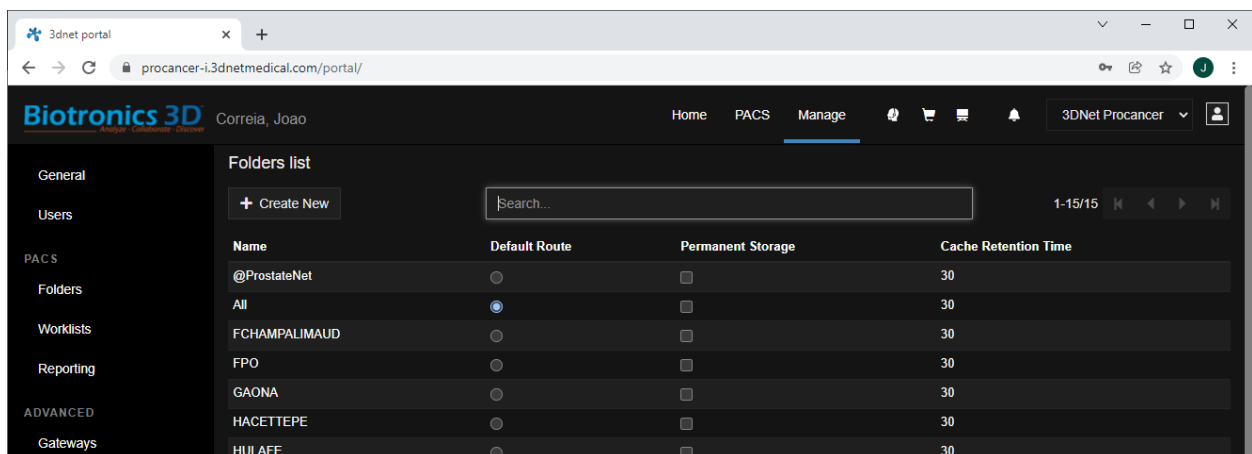 3dnet portal
procancer-i.3dnetmedical.com/portal/
J
Biotronics 3D
Analyze - Collaborate - Discover
Correia, Joao
Home PACS Manage
3DNet Procancer
General
Users
PACS
Folders
Worklists
Reporting
ADVANCED
Gateways
Folders list
+ Create New
Search...
1-15/15
Name Default Route Permanent Storage Cache Retention Time
@ProstateNet 30
All 30
FCHAMPALIMAUD 30
FPO 30
GAONA 30
HACETTEPE 30
HULAFE 30